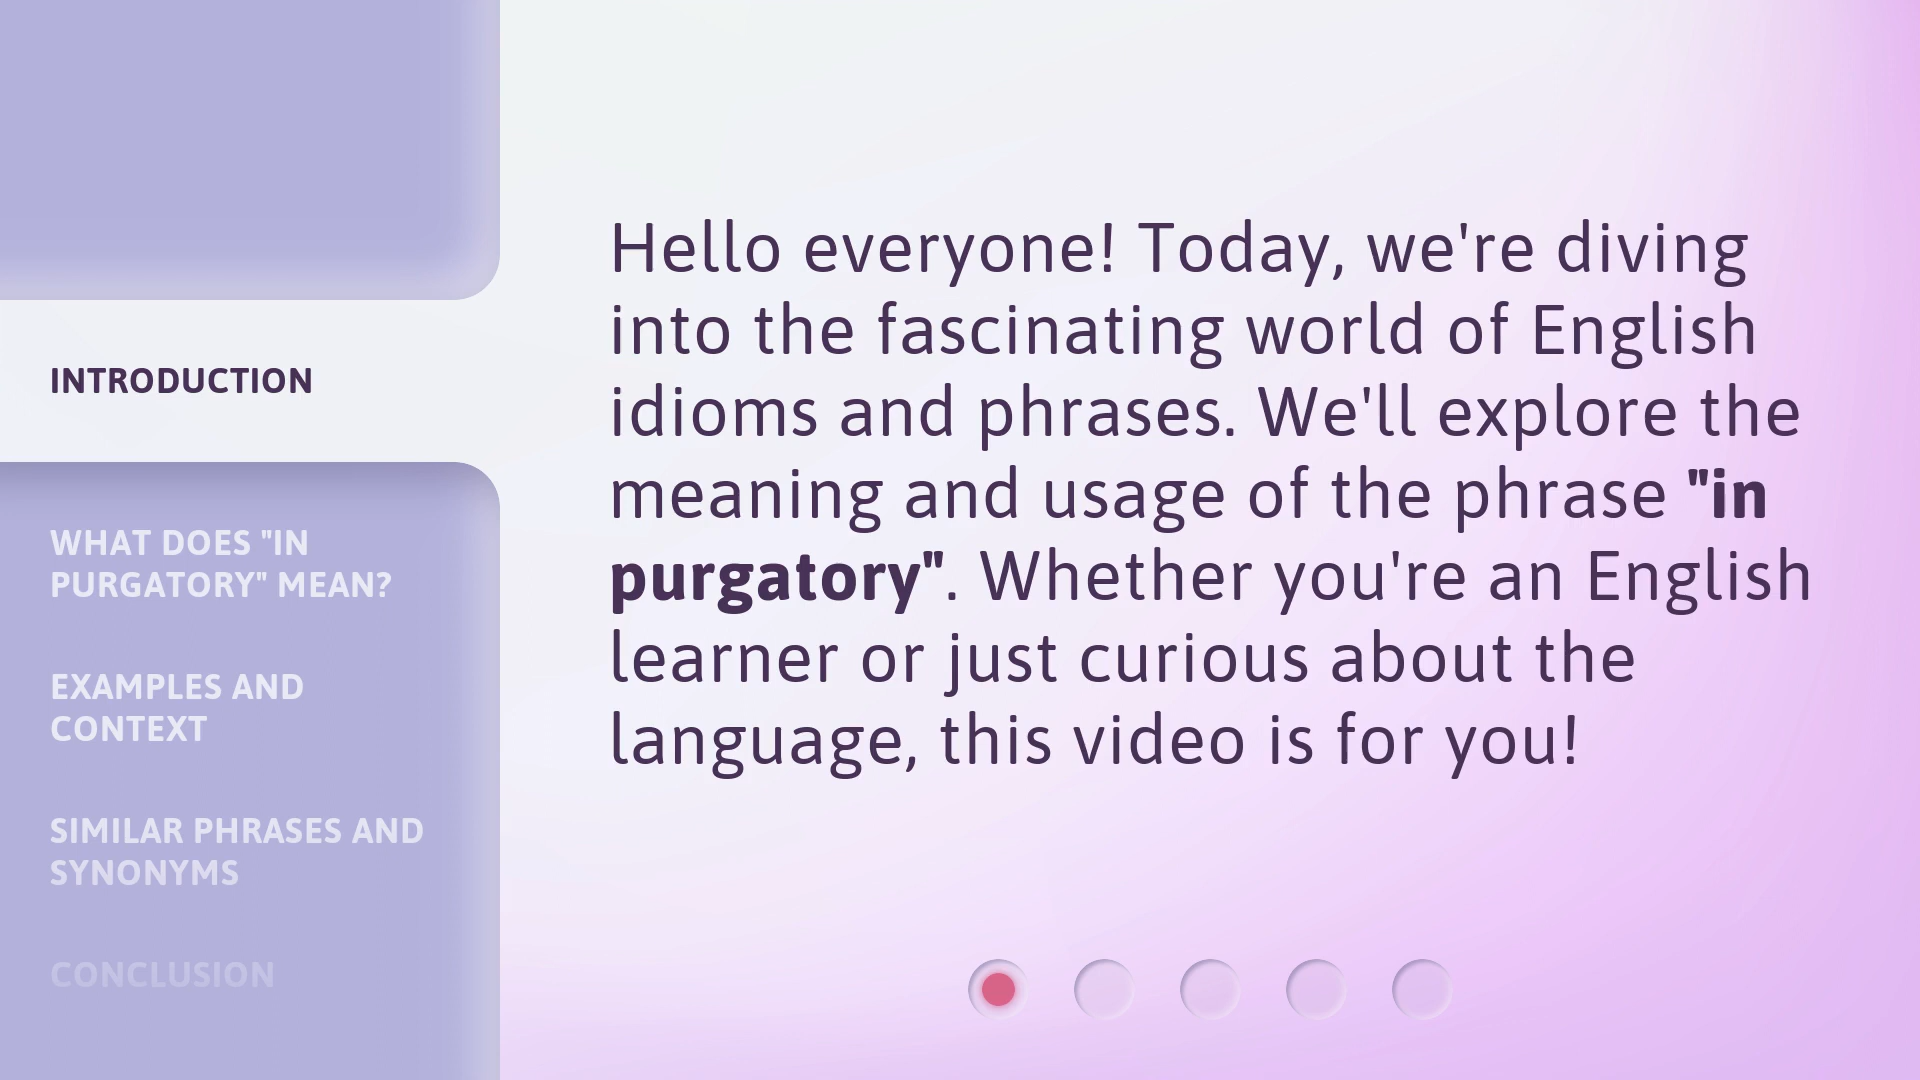 INTRODUCTION
WHAT DOES "IN
PURGATORY" MEAN?
EXAMPLES AND
CONTEXT
SIMILAR PHRASES AND
SYNONYMS
CONCLUSION
Hello everyone! Today, we're diving
into the fascinating world of English
idioms and phrases. We'll explore the
meaning and usage of the phrase "in
purgatory". Whether you're an English
learner or just curious about the
language, this video is for you!